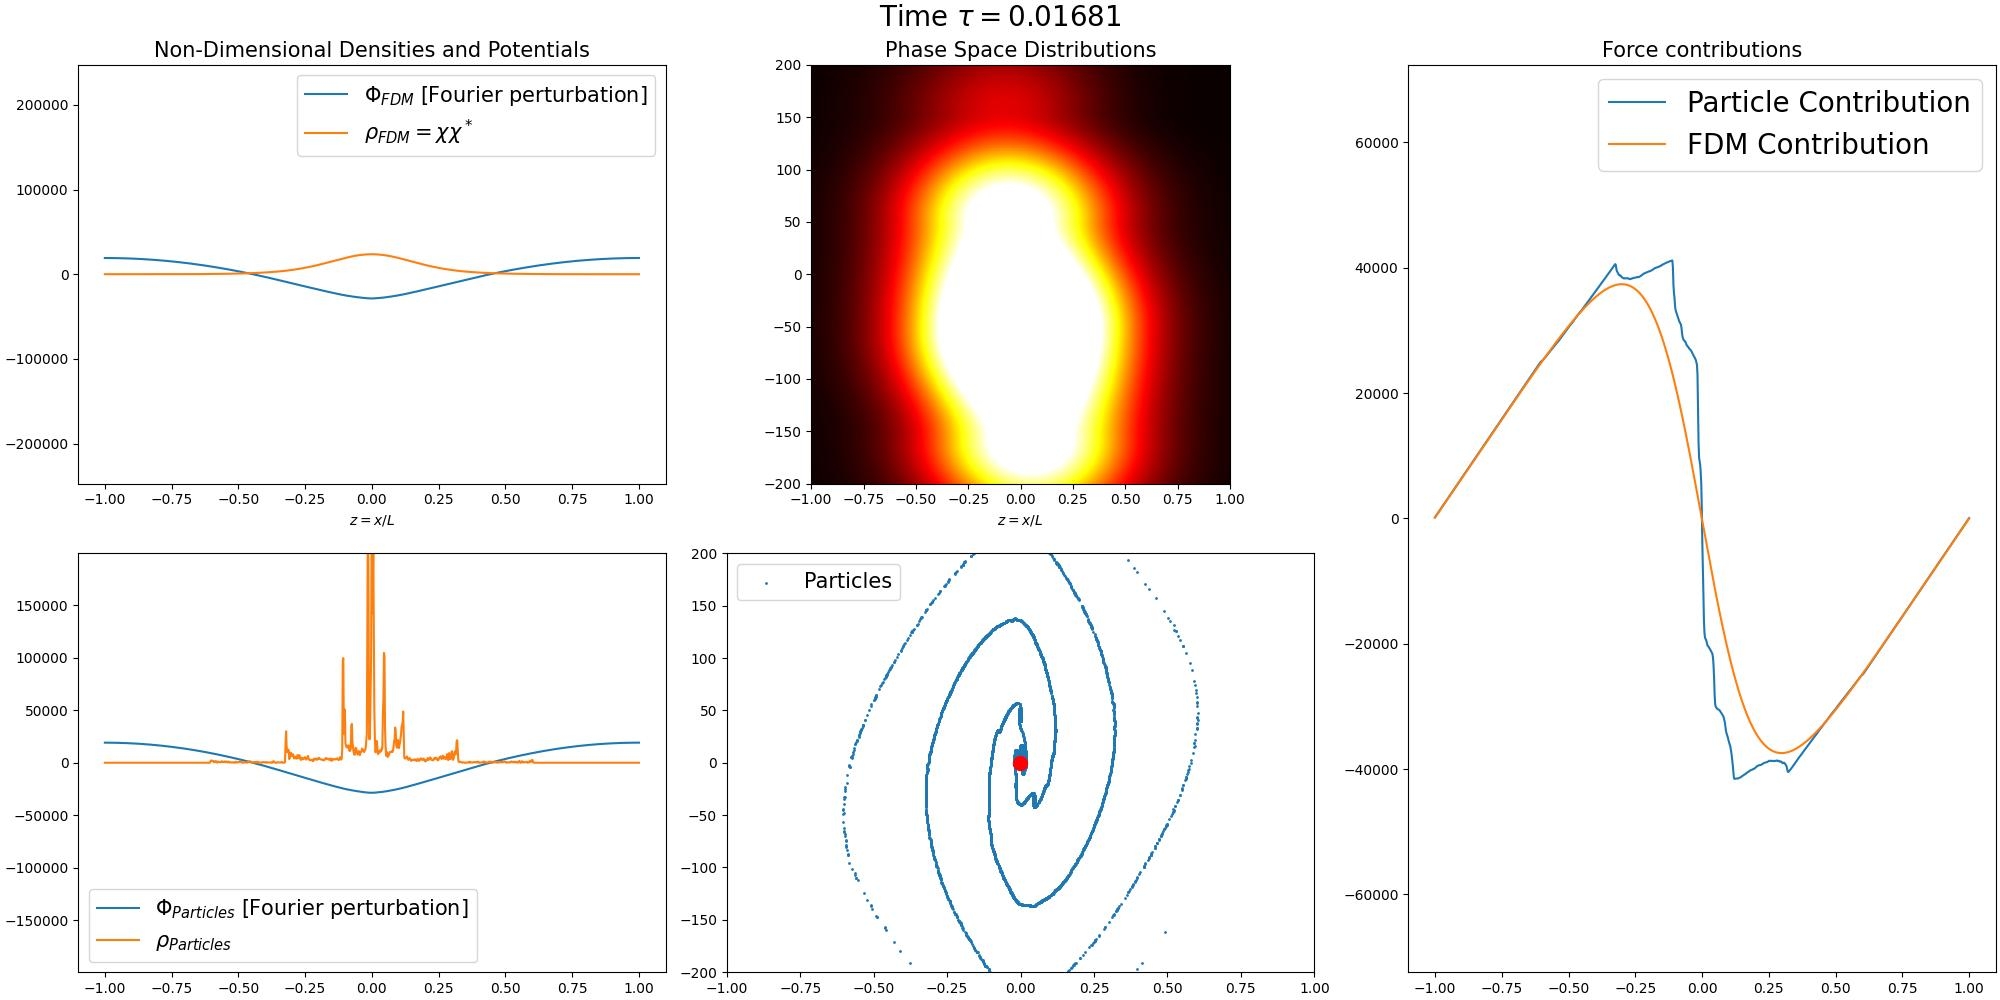 Time τ = 0.01681
Non-Dimensional Densities and Potentials
Φ_FDM [Fourier perturbation]
ρ_FDM = χχ*
200000
100000
0
−100000
−200000
−1.00 −0.75 −0.50 −0.25 0.00 0.25 0.50 0.75 1.00
z = x/L
Phase Space Distributions
200
150
100
50
0
−50
−100
−150
−200
−1.00 −0.75 −0.50 −0.25 0.00 0.25 0.50 0.75 1.00
z = x/L
Force contributions
Particle Contribution
FDM Contribution
60000
40000
20000
0
−20000
−40000
−60000
−1.00 −0.75 −0.50 −0.25 0.00 0.25 0.50 0.75 1.00
150000
100000
50000
0
−50000
−100000
−150000
Φ_Particles [Fourier perturbation]
ρ_Particles
−1.00 −0.75 −0.50 −0.25 0.00 0.25 0.50 0.75 1.00
Particles
200
150
100
50
0
−50
−100
−150
−200
−1.00 −0.75 −0.50 −0.25 0.00 0.25 0.50 0.75 1.00